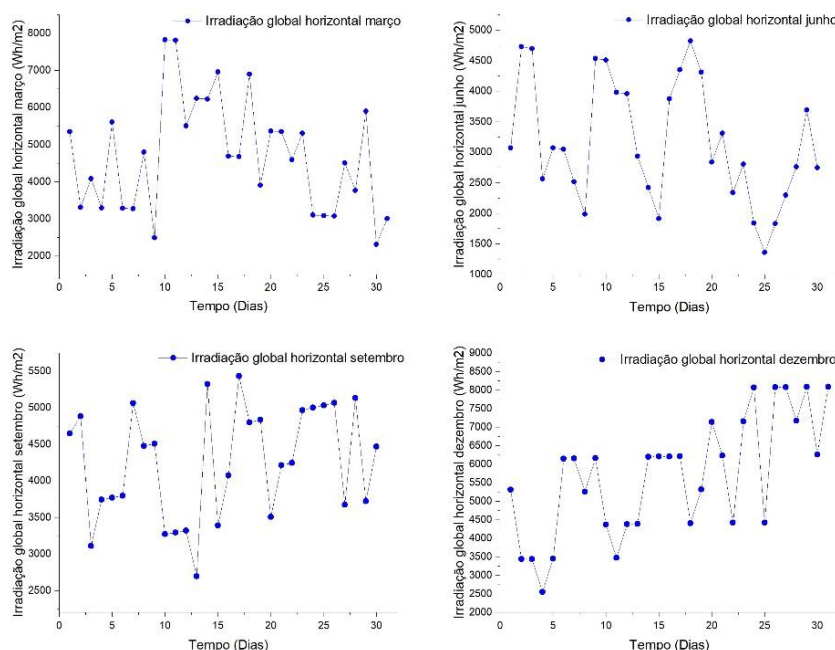 Irradiação global horizontal março
Irradiação global horizontal março (Wh/m2)
8000
7000
6000
5000
4000
3000
2000
0 5 10 15 20 25 30
Tempo (Dias)
Irradiação global horizontal junho
Irradiação global horizontal junho (Wh/m2)
5000
4500
4000
3500
3000
2500
2000
1500
1000
0 5 10 15 20 25 30
Tempo (Dias)
Irradiação global horizontal setembro
Irradiação global horizontal setembro (Wh/m2)
5500
5000
4500
4000
3500
3000
2500
0 5 10 15 20 25 30
Tempo (Dias)
Irradiação global horizontal dezembro
Irradiação global horizontal dezembro (Wh/m2)
9000
8500
8000
7500
7000
6500
6000
5500
5000
4500
4000
3500
3000
2500
2000
0 5 10 15 20 25 30
Tempo (Dias)